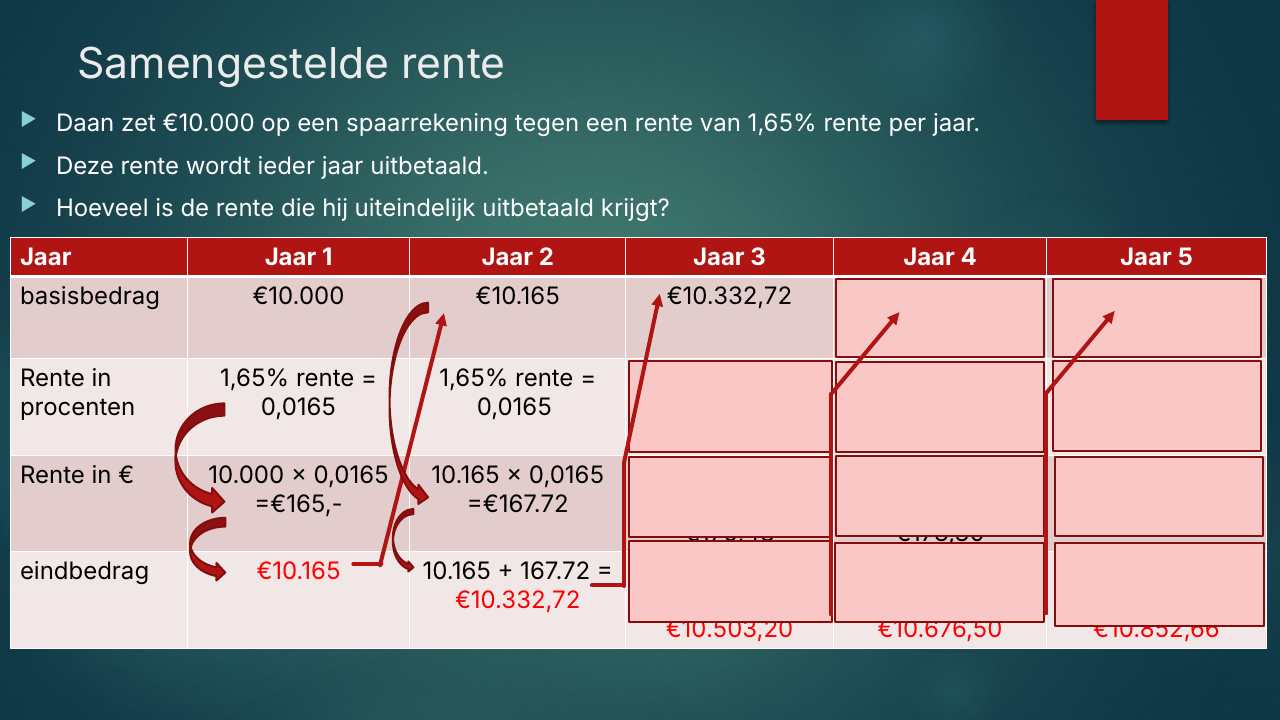 Samengestelde rente
Daan zet €10.000 op een spaarrekening tegen een rente van 1,65% rente per jaar.
Deze rente wordt ieder jaar uitbetaald.
Hoeveel is de rente die hij uiteindelijk uitbetaald krijgt?
Jaar Jaar 1 Jaar 2 Jaar 3 Jaar 4 Jaar 5
basisbedrag €10.000 €10.165 €10.332,72
Rente in 1,65% rente = 1,65% rente =
procenten 0,0165 0,0165
Rente in € 10.000 × 0,0165 10.165 × 0,0165
=€165,- =€167.72
eindbedrag €10.165 10.165 + 167.72 =
€10.332,72
€10.503,20 €10.676,50 €10.852,66